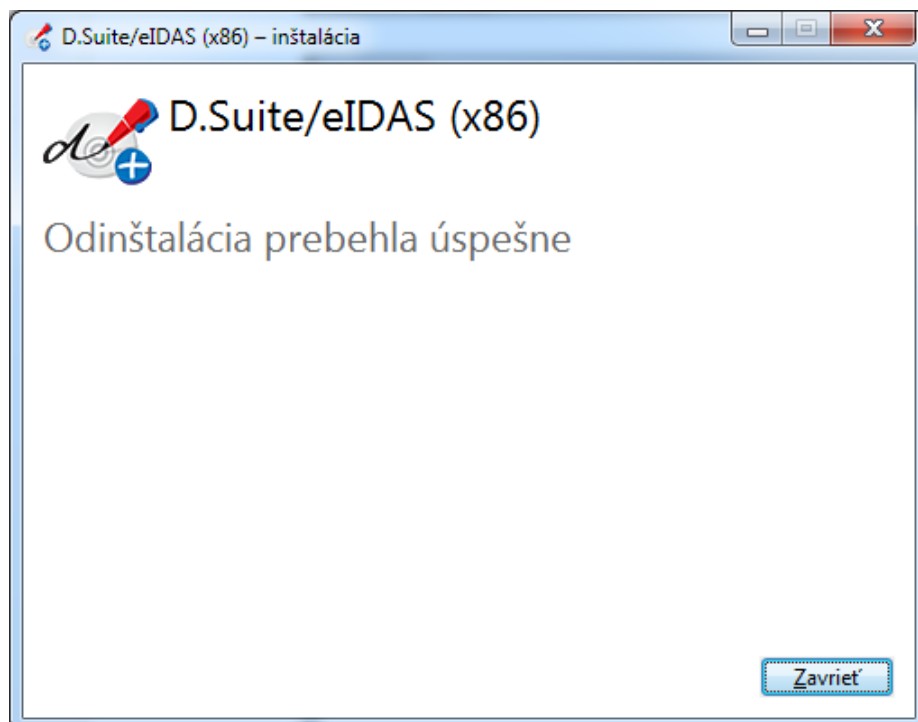 D.Suite/eIDAS (x86) – inštalácia
D.Suite/eIDAS (x86)
Odinštalácia prebehla úspešne
Zavrieť